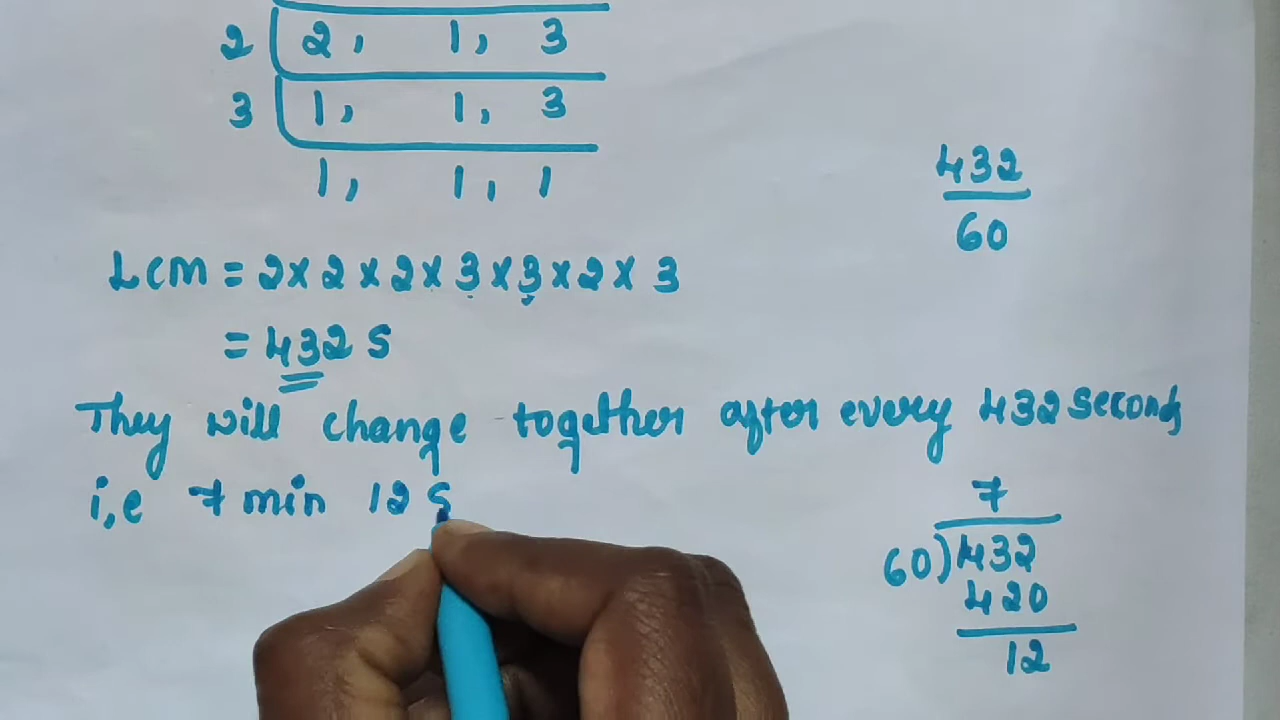 2 | 2, 1, 3
3 | 1, 1, 3
1, 1, 1
LCM = 2 × 2 × 2 × 3 × 3 × 2 × 3
= 432 s
They will change together after every 432 seconds
i,e 7 min 12 s
432
60
7
60)432
420
12